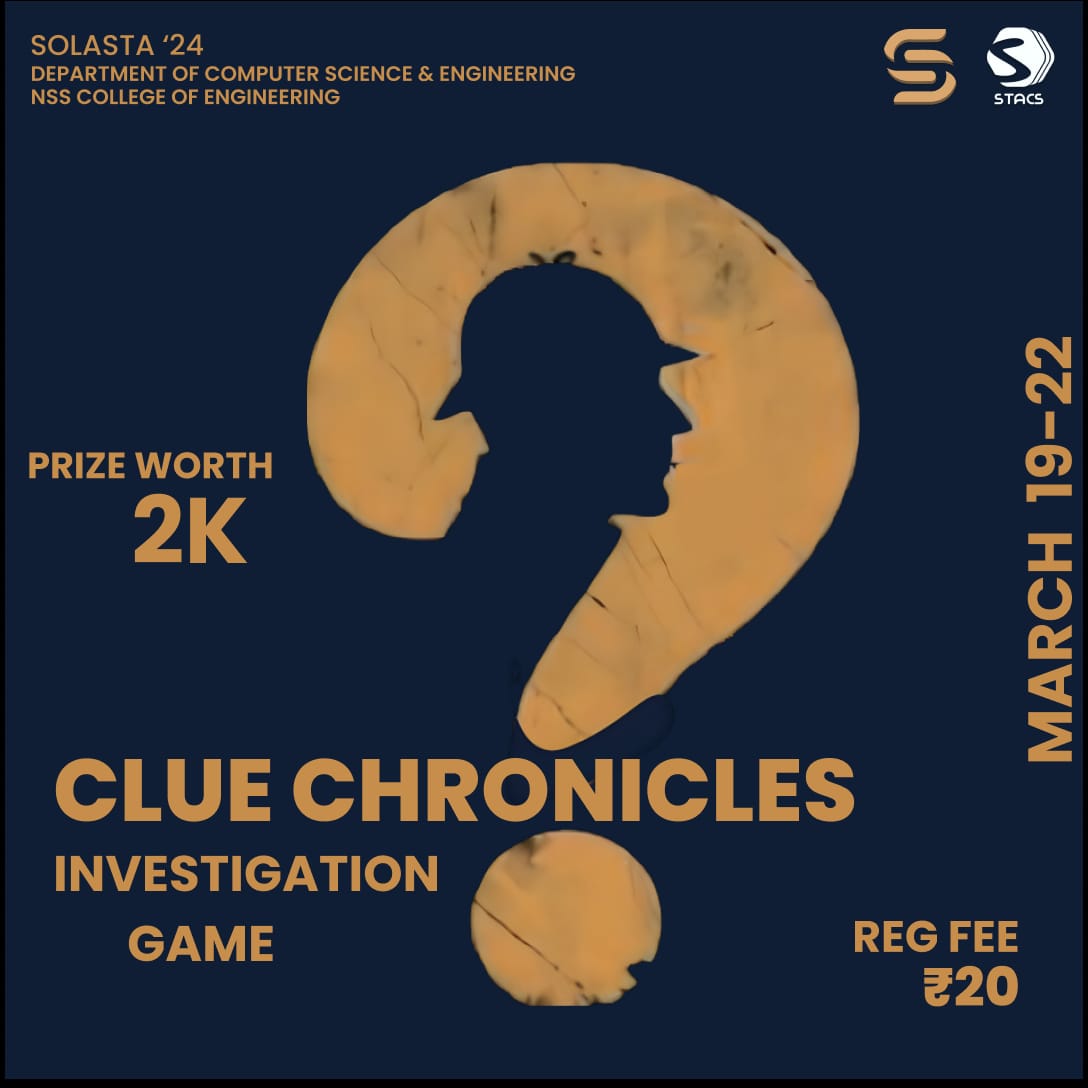 SOLASTA ‘24
DEPARTMENT OF COMPUTER SCIENCE & ENGINEERING
NSS COLLEGE OF ENGINEERING
STACS
PRIZE WORTH
2K
MARCH 19-22
CLUE CHRONICLES
INVESTIGATION
GAME
REG FEE
₹20